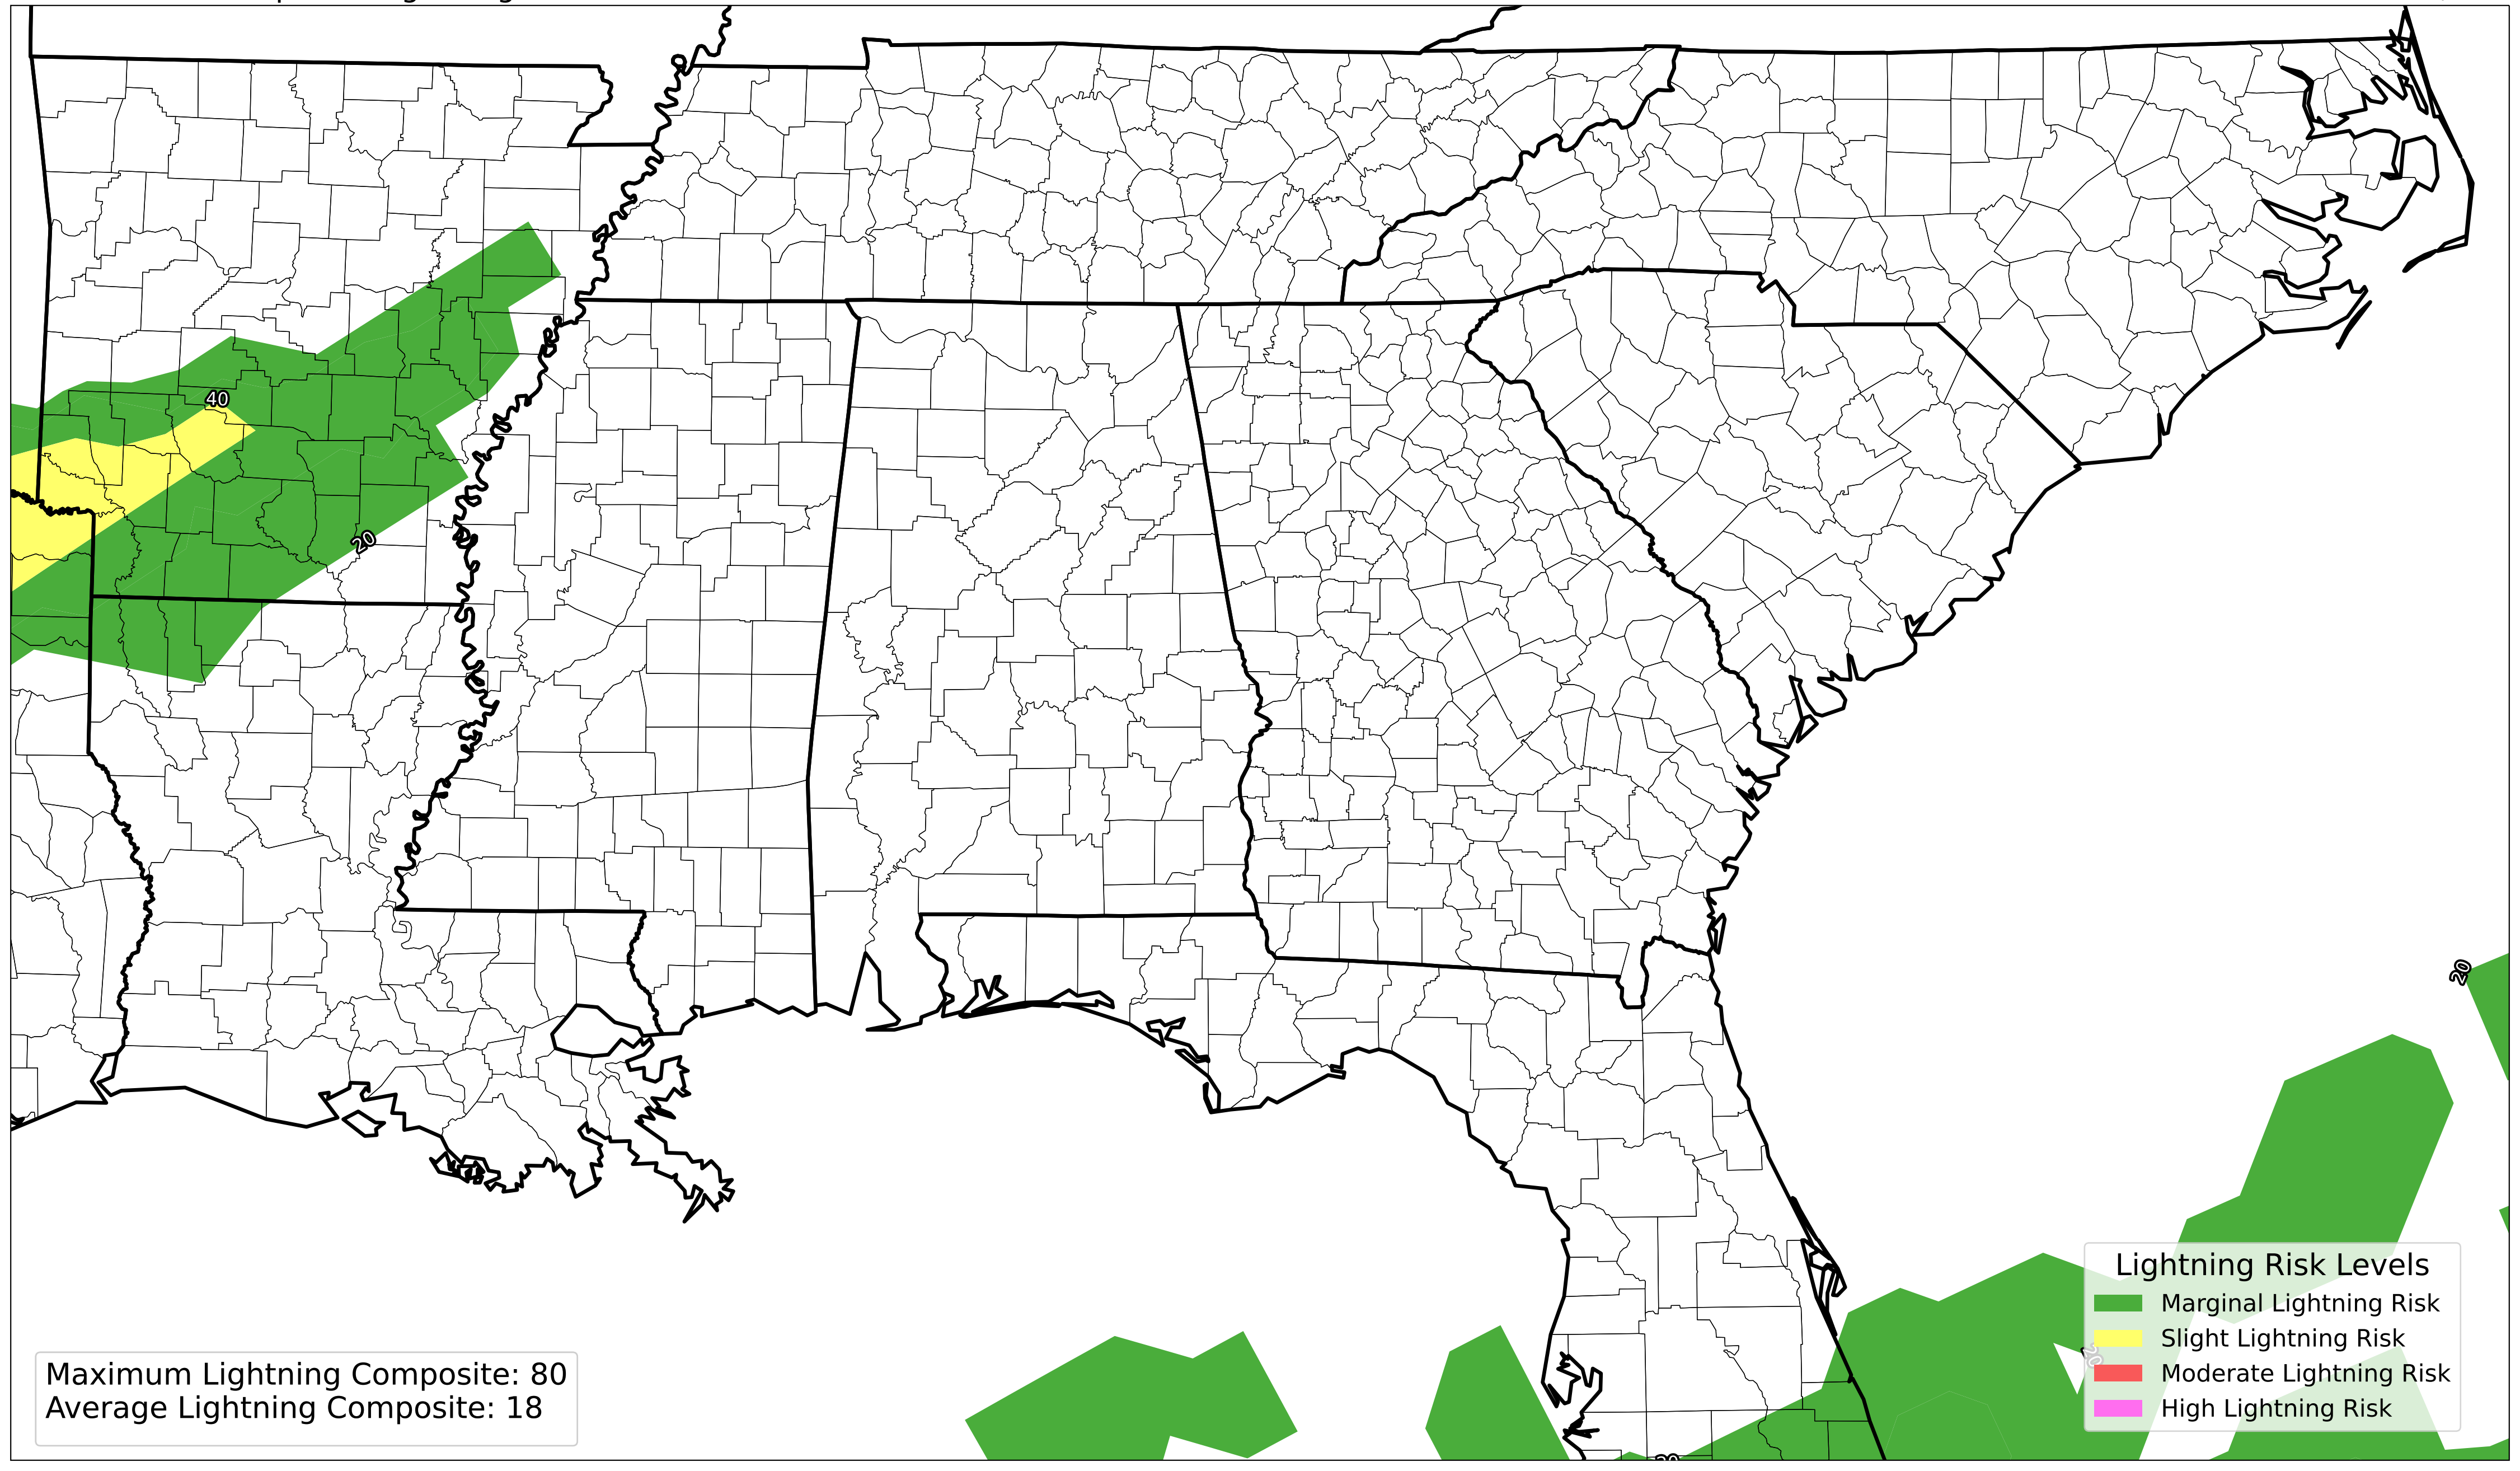 40
20
20
20
Lightning Risk Levels
Marginal Lightning Risk
Slight Lightning Risk
Moderate Lightning Risk
High Lightning Risk
Maximum Lightning Composite: 80
Average Lightning Composite: 18